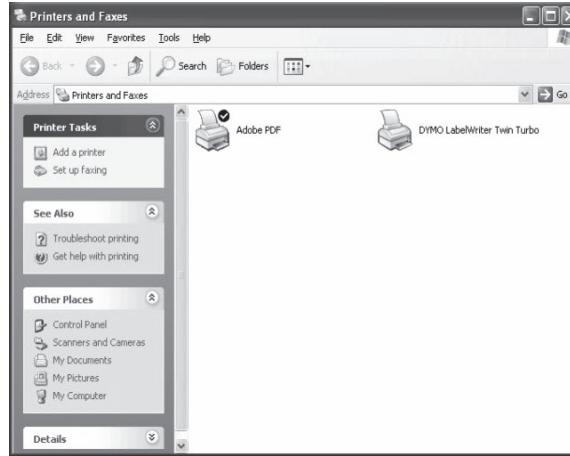 Printers and Faxes
File Edit View Favorites Tools Help
Back Search Folders
Address Printers and Faxes Go
Printer Tasks
Add a printer
Set up faxing
See Also
Troubleshoot printing
Get help with printing
Other Places
Control Panel
Scanners and Cameras
My Documents
My Pictures
My Computer
Details
Adobe PDF
DYMO LabelWriter Twin Turbo